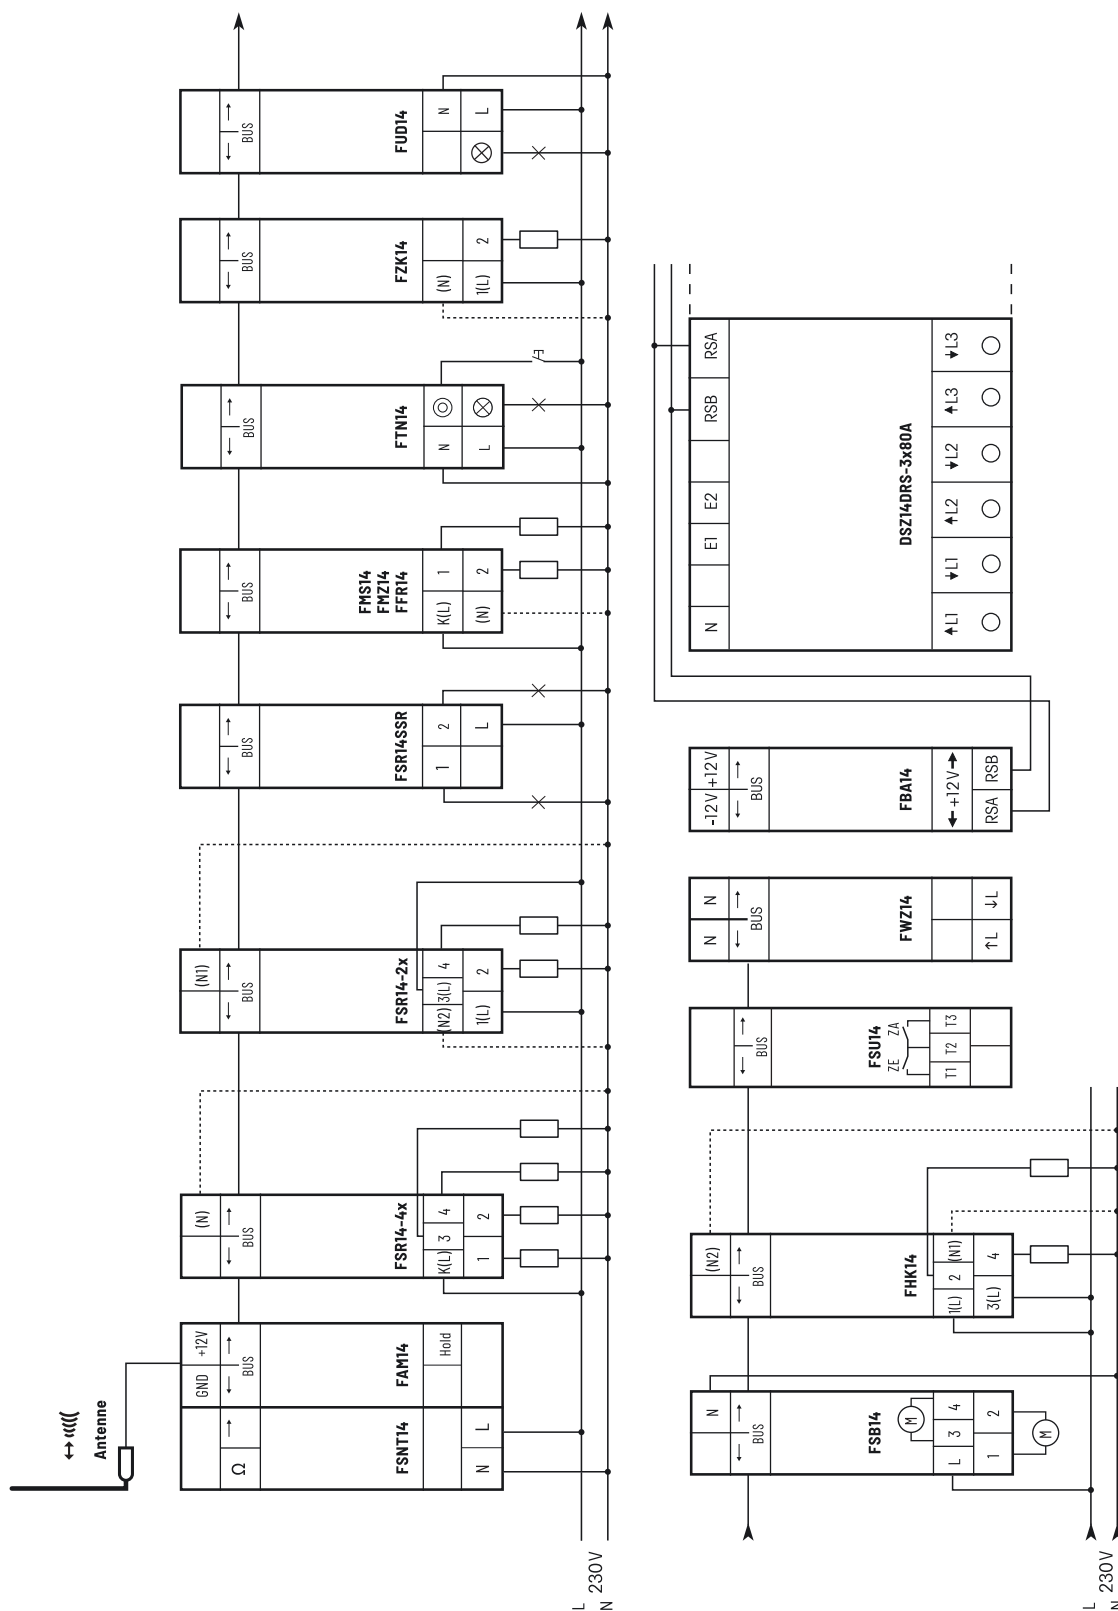 Antenne
Ω
FSNT14
N
L
GND
+12V
BUS
FAM14
Hold
(N)
BUS
FSR14-4x
K(L)
3
4
1
2
(N1)
BUS
FSR14-2x
(N2)
3(L)
4
1(L)
2
BUS
FSR14SSR
1
2
L
BUS
FMS14
FMZ14
FFR14
K(L)
1
(N)
2
BUS
FTN14
N
L
BUS
FZK14
(N)
1(L)
2
BUS
FUD14
N
L
L
230V
N
N
BUS
FSB14
M
L
3
4
1
2
M
(N2)
BUS
FHK14
1(L)
2
(N1)
3(L)
4
BUS
FSU14
ZE
ZA
T1
T2
T3
N
N
BUS
FWZ14
↑L
↓L
-12V
+12V
BUS
FBA14
+12V
RSA
RSB
N
E1
E2
RSB
RSA
DSZ14DRS-3x80A
L1
L1
L2
L2
L3
L3
L
230V
N